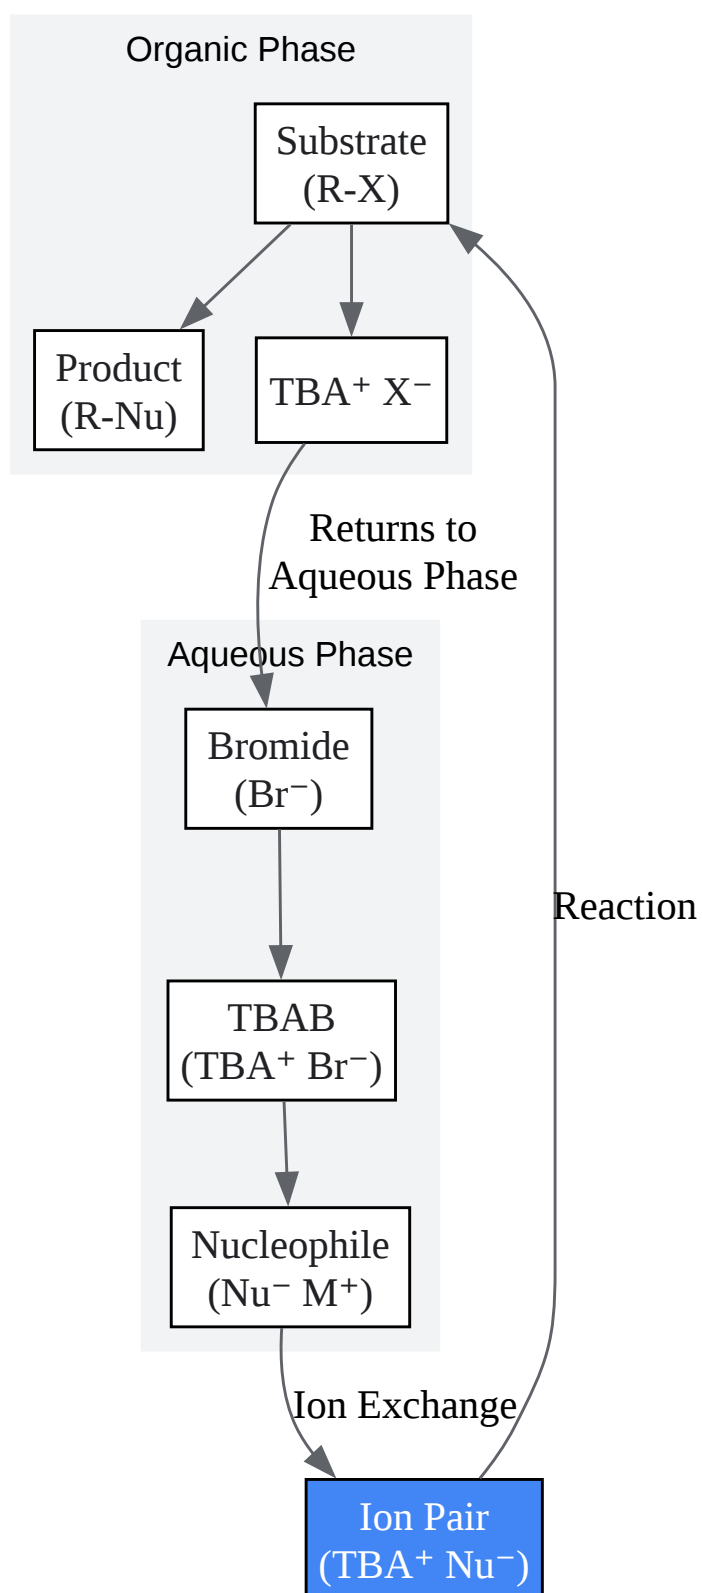 Organic Phase
Substrate
(R-X)
Product
(R-Nu)
TBA⁺ X⁻
Returns to
Aqueous Phase
Aqueous Phase
Bromide
(Br⁻)
Reaction
TBAB
(TBA⁺ Br⁻)
Nucleophile
(Nu⁻ M⁺)
Ion Exchange
Ion Pair
(TBA⁺ Nu⁻)